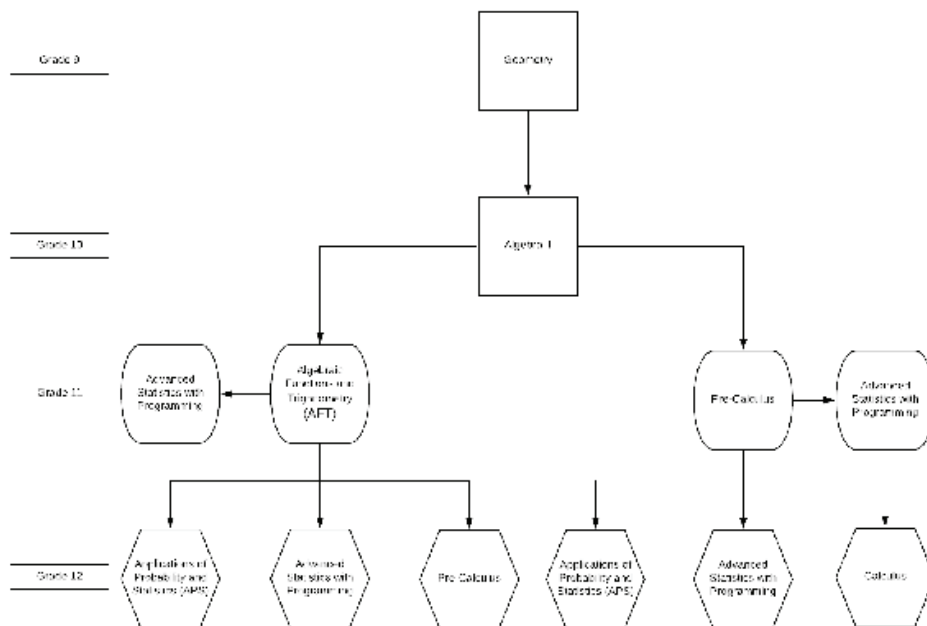 Grade 9
Geometry
Grade 10
Algebra II
Grade 11
Advanced
Statistics with
Programming
Algebraic
Functions and
Trigonometry
(AFT)
Pre-Calculus
Advanced
Statistics with
Programming
Grade 12
Applications of
Probability and
Statistics (APS)
Advanced
Statistics with
Programming
Pre-Calculus
Applications of
Probability and
Statistics (APS)
Advanced
Statistics with
Programming
Calculus